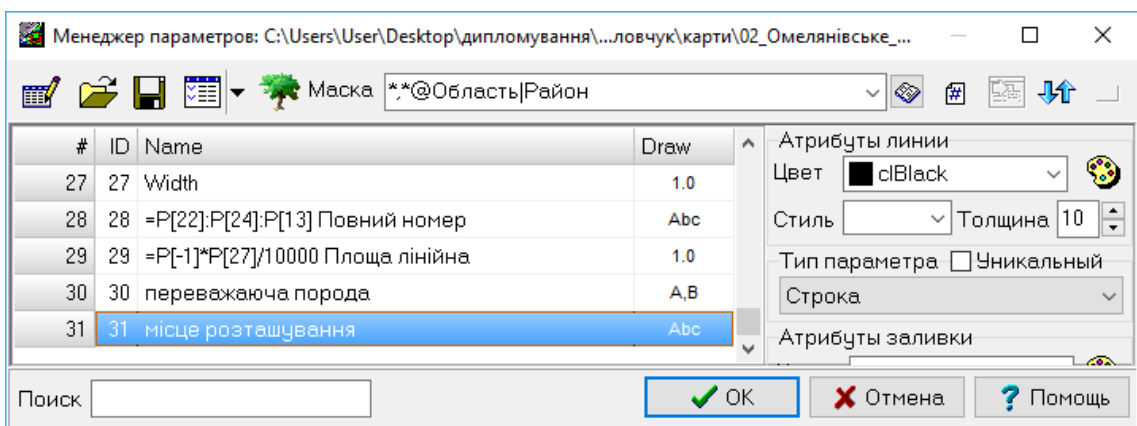 Менеджер параметров: C:\Users\User\Desktop\дипломування\...ловчук\карти\02_Омелянівське_...
Маска *,*@Область|Район
# ID Name Draw
27 27 Width 1.0
28 28 =P[22]:P[24]:P[13] Повний номер Abc
29 29 =P[-1]*P[27]/10000 Площа лінійна 1.0
30 30 переважаюча порода A,B
31 31 місце розташування Abc
Атрибуты линии
Цвет clBlack
Стиль Толщина 10
Тип параметра Уникальный
Строка
Атрибуты заливки
Поиск OK Отмена ? Помощь